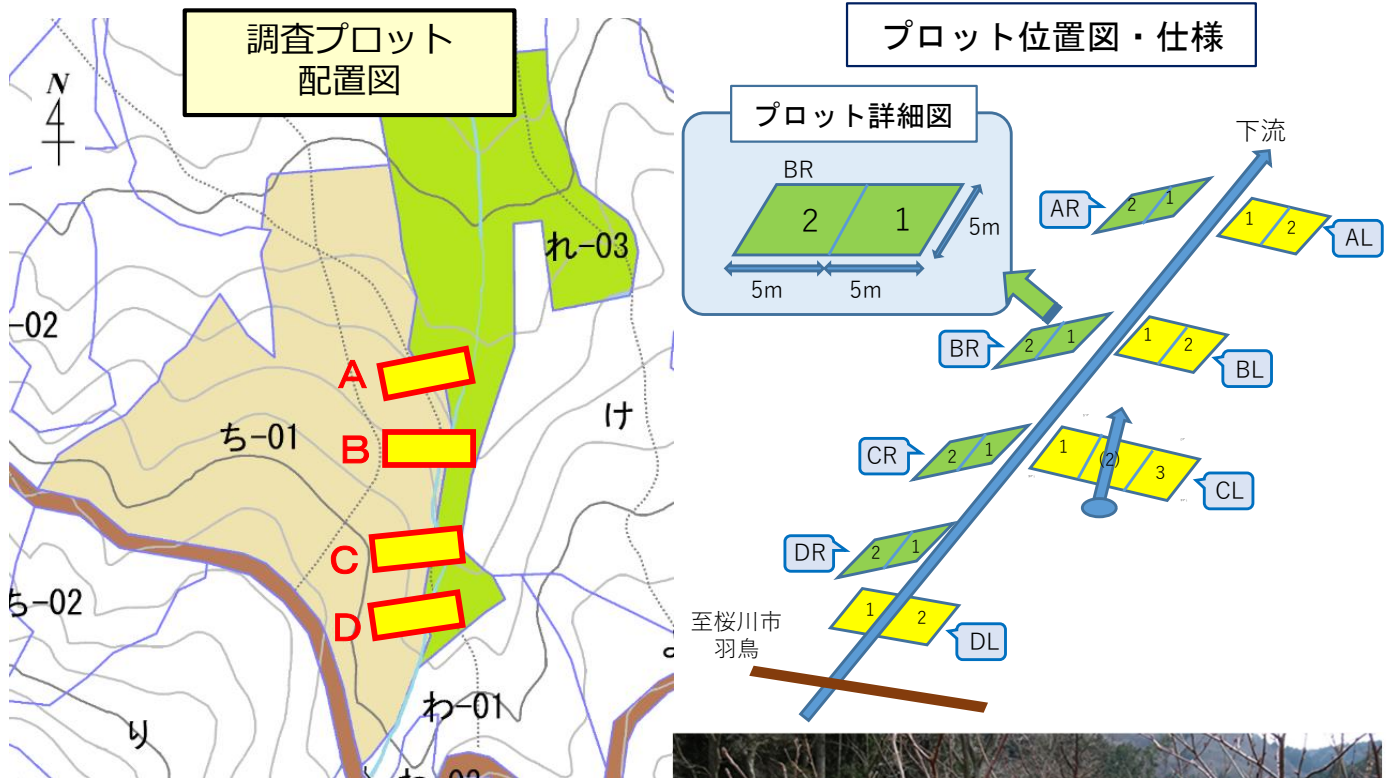 調査プロット
配置図
N
れ-03
-02
A
け
ち-01
B
C
ち-02
D
わ-01
り
プロット位置図・仕様
プロット詳細図
BR
2 1
5m
5m 5m
下流
AR
2 1
1 2
AL
BR
2 1
1 2
BL
CR
2 1
1 (2) 3
CL
DR
2 1
1 2
DL
至桜川市
羽鳥